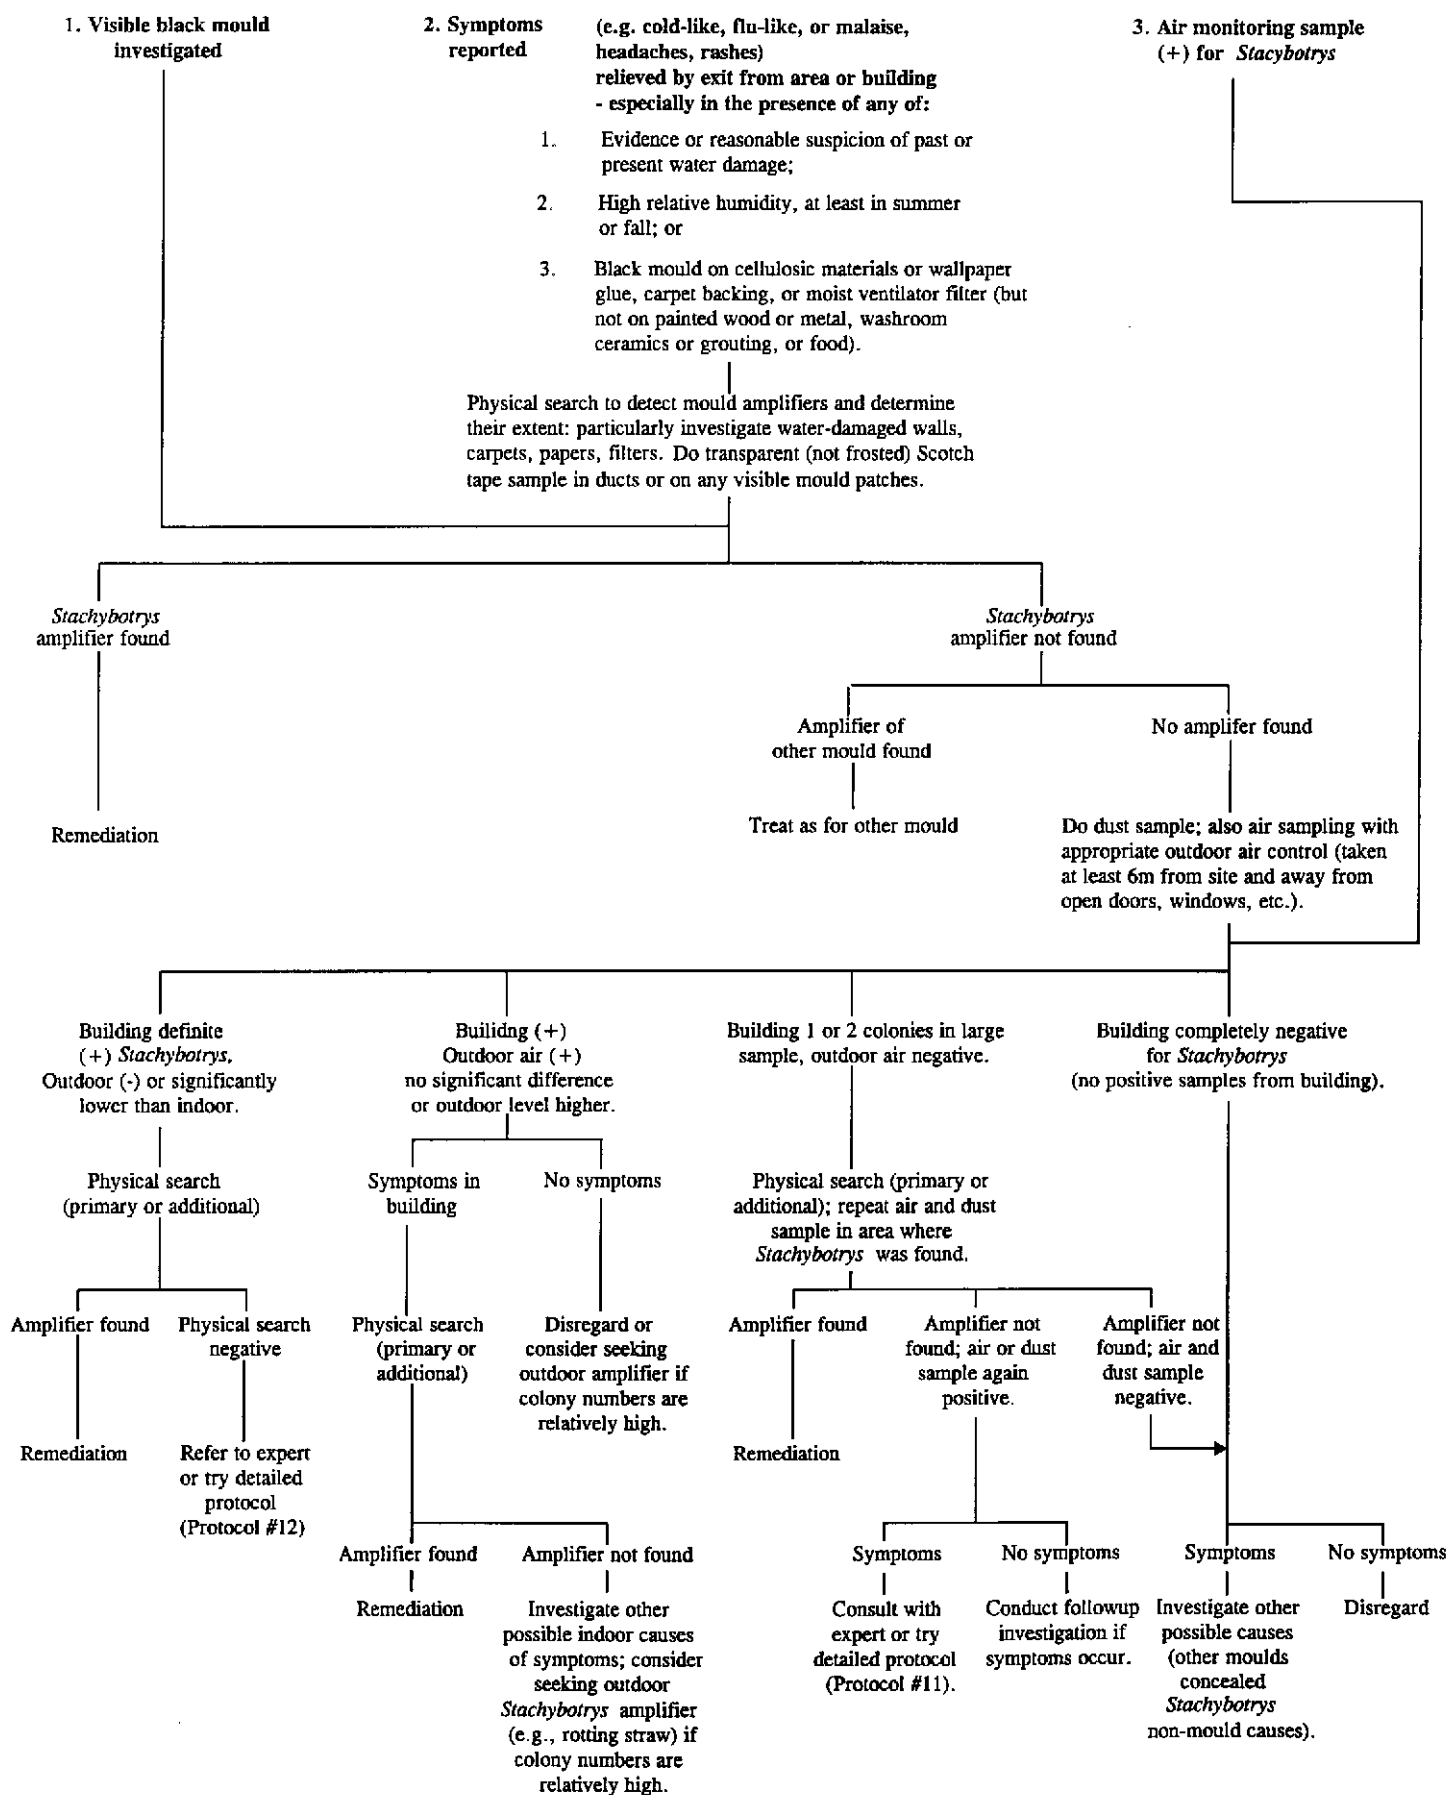 1. Visible black mould
investigated
2. Symptoms
reported
(e.g. cold-like, flu-like, or malaise,
headaches, rashes)
relieved by exit from area or building
- especially in the presence of any of:
3. Air monitoring sample
(+) for Stacybotrys
1. Evidence or reasonable suspicion of past or
present water damage;
2. High relative humidity, at least in summer
or fall; or
3. Black mould on cellulosic materials or wallpaper
glue, carpet backing, or moist ventilator filter (but
not on painted wood or metal, washroom
ceramics or grouting, or food).
Physical search to detect mould amplifiers and determine
their extent: particularly investigate water-damaged walls,
carpets, papers, filters. Do transparent (not frosted) Scotch
tape sample in ducts or on any visible mould patches.
Stachybotrys
amplifier found
Stachybotrys
amplifier not found
Amplifier of
other mould found
No amplifer found
Remediation
Treat as for other mould
Do dust sample; also air sampling with
appropriate outdoor air control (taken
at least 6m from site and away from
open doors, windows, etc.).
Building definite
(+) Stachybotrys,
Outdoor (-) or significantly
lower than indoor.
Builidng (+)
Outdoor air (+)
no significant difference
or outdoor level higher.
Building 1 or 2 colonies in large
sample, outdoor air negative.
Building completely negative
for Stachybotrys
(no positive samples from building).
Physical search
(primary or additional)
Symptoms in
building
No symptoms
Physical search (primary or
additional); repeat air and dust
sample in area where
Stachybotrys was found.
Amplifier found
Physical search
negative
Physical search
(primary or
additional)
Disregard or
consider seeking
outdoor amplifier if
colony numbers are
relatively high.
Amplifier found
Amplifier not
found; air or dust
sample again
positive.
Amplifier not
found; air and
dust sample
negative.
Remediation
Refer to expert
or try detailed
protocol
(Protocol #12)
Remediation
Amplifier found
Amplifier not found
Symptoms
No symptoms
Symptoms
No symptoms
Remediation
Investigate other
possible indoor causes
of symptoms; consider
seeking outdoor
Stachybotrys amplifier
(e.g., rotting straw) if
colony numbers are
relatively high.
Consult with
expert or try
detailed protocol
(Protocol #11).
Conduct followup
investigation if
symptoms occur.
Investigate other
possible causes
(other moulds
concealed
Stachybotrys
non-mould causes).
Disregard